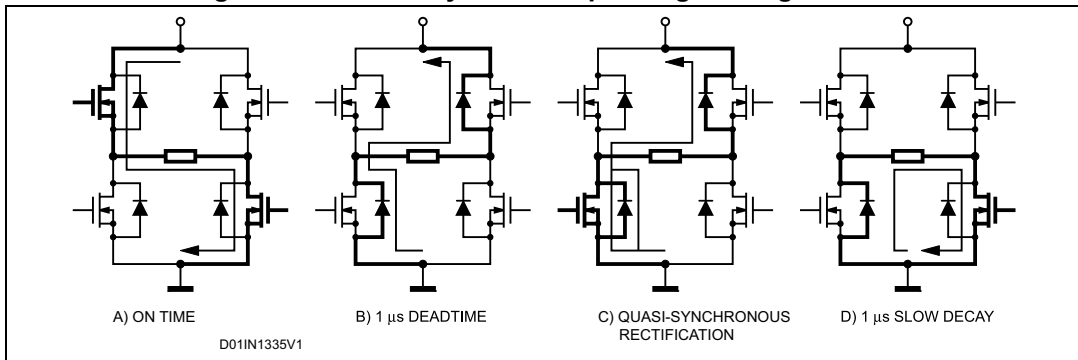 A) ON TIME
B) 1 μs DEADTIME
C) QUASI-SYNCHRONOUS
RECTIFICATION
D) 1 μs SLOW DECAY
D01IN1335V1